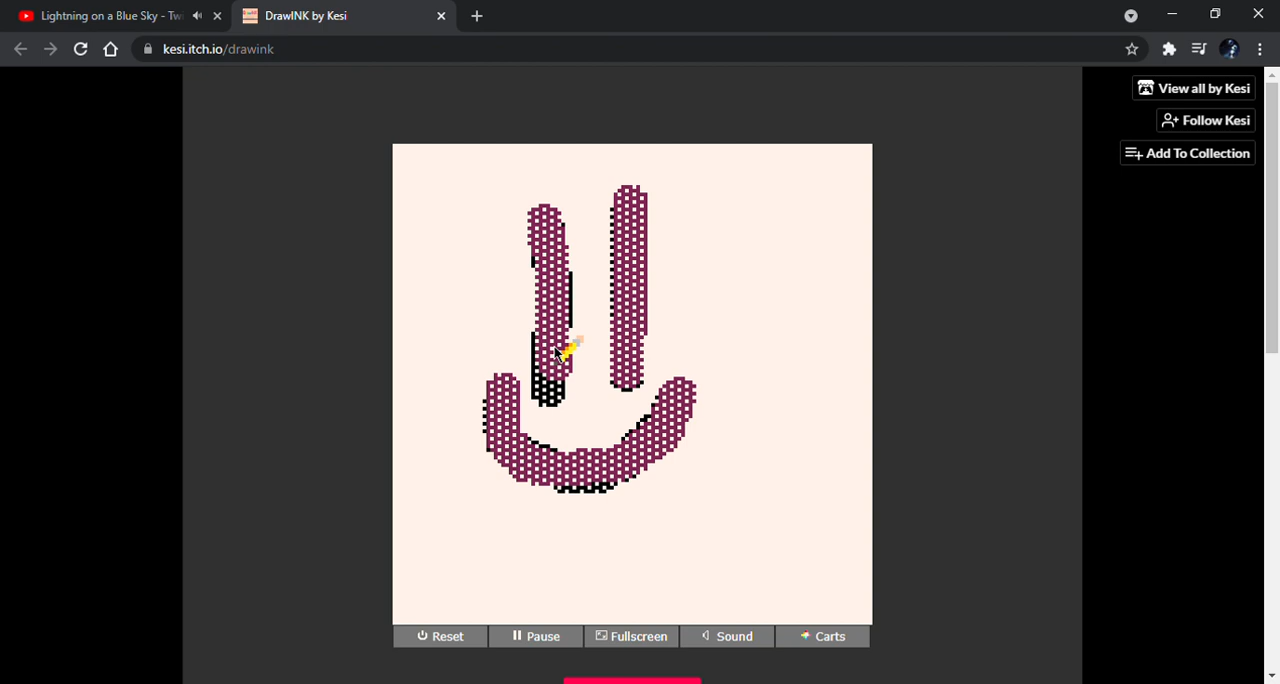 Lightning on a Blue Sky - Tw
DrawINK by Kesi
kesi.itch.io/drawink
View all by Kesi
Follow Kesi
Add To Collection
Reset
Pause
Fullscreen
Sound
Carts